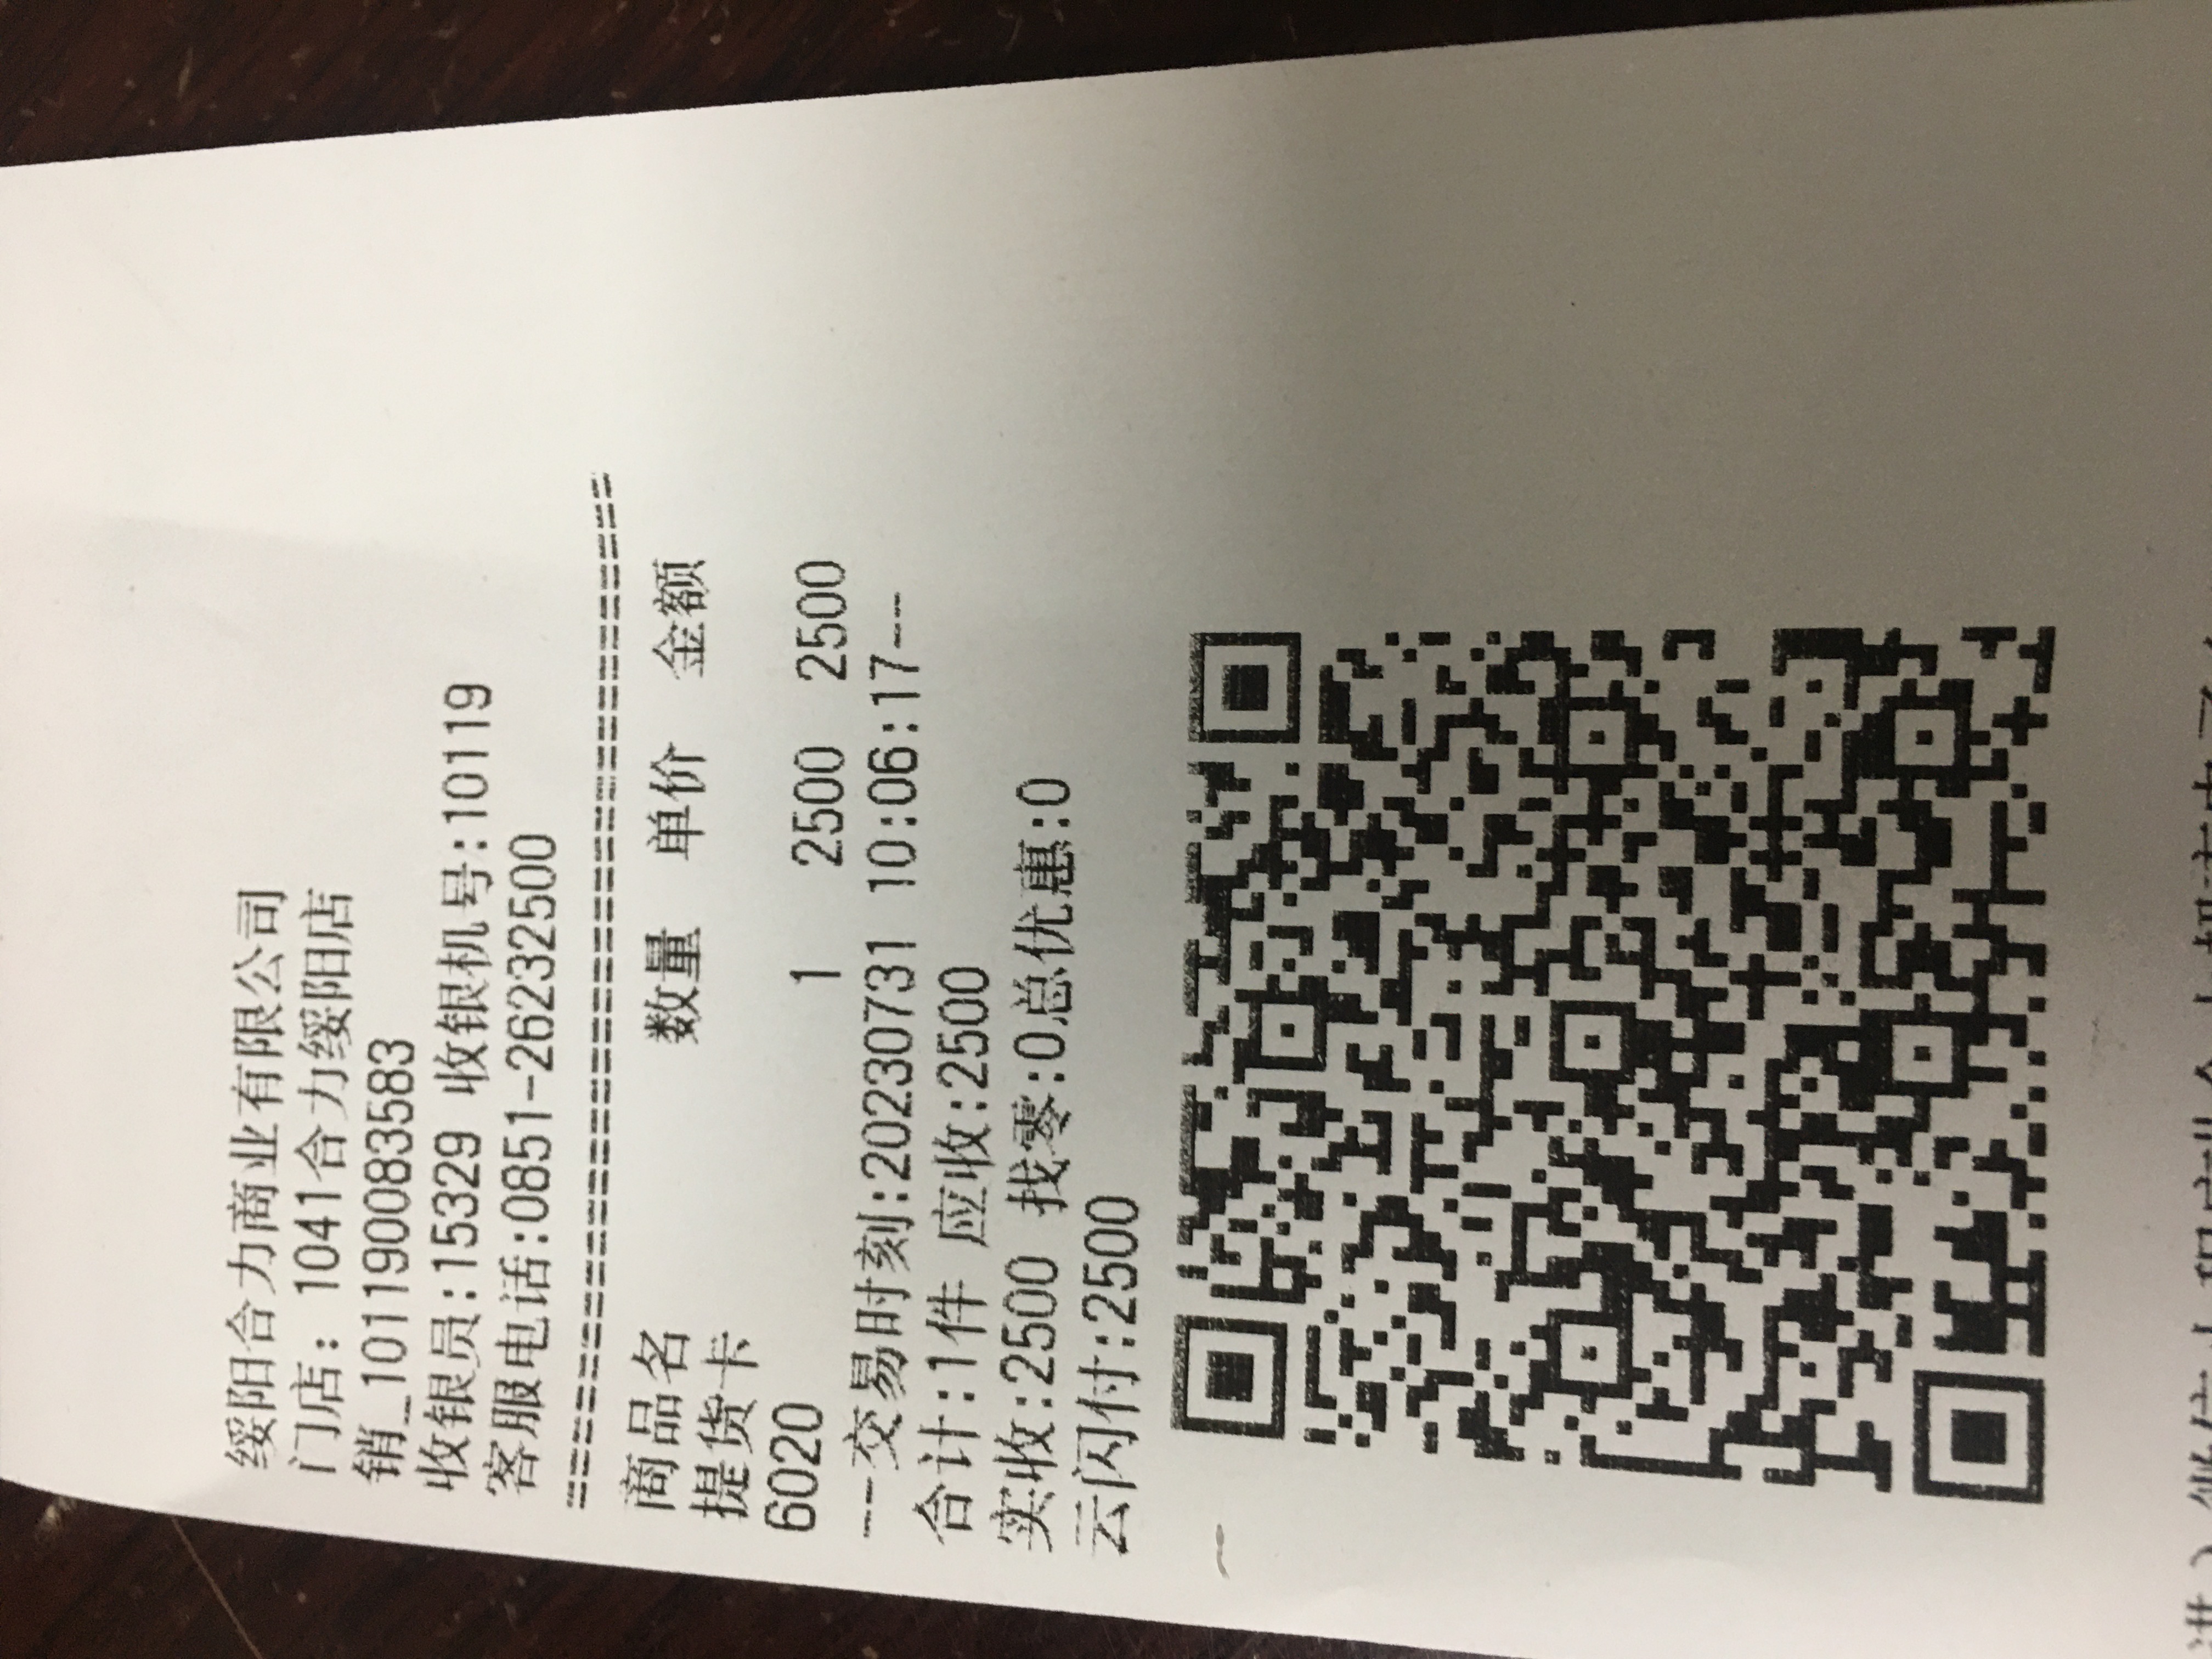 绥阳合力商业有限公司
门店: 1041合力绥阳店
销_101190083583
收银员:15329 收银机号:10119
客服电话:0851-26232500
==========================================
商品名 数量 单价 金额
提货卡
6020 1 2500 2500
--交易时刻:20230731 10:06:17--
合计:1件 应收:2500
实收:2500 找零:0总优惠:0
云闪付:2500